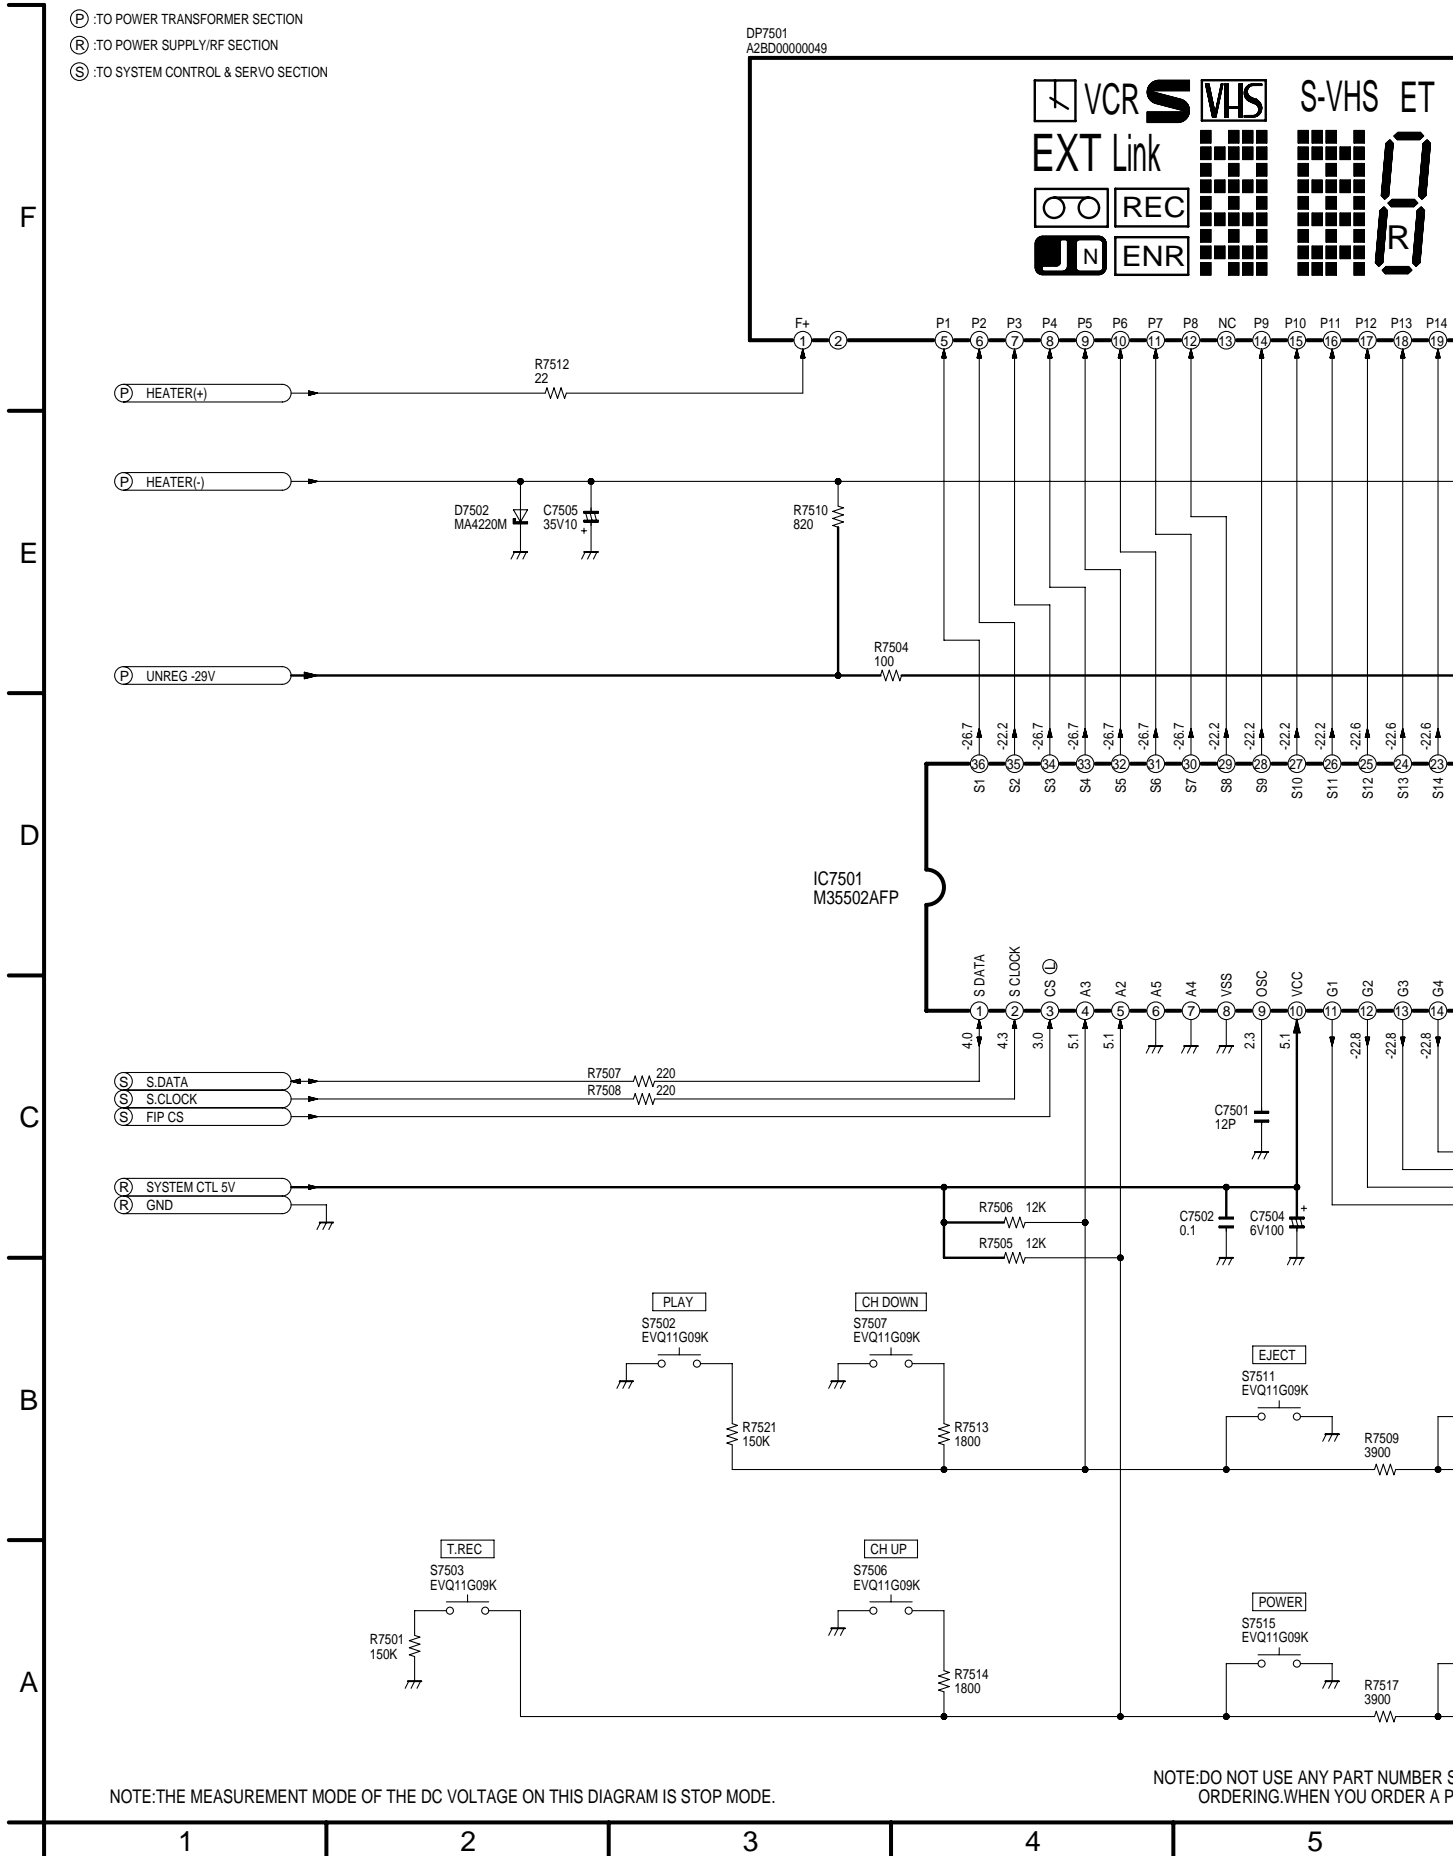 Ⓟ :TO POWER TRANSFORMER SECTION
Ⓡ :TO POWER SUPPLY/RF SECTION
Ⓢ :TO SYSTEM CONTROL & SERVO SECTION
DP7501
A2BD00000049
VCR S VHS S-VHS ET
EXT Link
REC
R
J N ENR
F
F+ P1 P2 P3 P4 P5 P6 P7 P8 NC P9 P10 P11 P12 P13 P14
1 2 5 6 7 8 9 10 11 12 13 14 15 16 17 18 19
R7512
22
P HEATER(+)
P HEATER(-)
D7502
MA4220M
C7505
35V10
+
R7510
820
E
R7504
100
P UNREG -29V
-26.7 -22.2 -26.7 -26.7 -26.7 -26.7 -26.7 -22.2 -22.2 -22.2 -22.2 -22.6 -22.6 -22.6
36 35 34 33 32 31 30 29 28 27 26 25 24 23
S1 S2 S3 S4 S5 S6 S7 S8 S9 S10 S11 S12 S13 S14
D
IC7501
M35502AFP
S DATA S CLOCK CS Ⓛ A3 A2 A5 A4 VSS OSC VCC G1 G2 G3 G4
1 2 3 4 5 6 7 8 9 10 11 12 13 14
4.0 4.3 3.0 5.1 5.1 2.3 5.1 -22.8 -22.8 -22.8
S S.DATA
R7507 220
S S.CLOCK
R7508 220
S FIP CS
C
C7501
12P
R SYSTEM CTL 5V
R GND
R7506 12K
R7505 12K
C7502
0.1
C7504
6V100
+
PLAY
S7502
EVQ11G09K
CH DOWN
S7507
EVQ11G09K
EJECT
S7511
EVQ11G09K
B
R7521
150K
R7513
1800
R7509
3900
T.REC
S7503
EVQ11G09K
CH UP
S7506
EVQ11G09K
POWER
S7515
EVQ11G09K
R7501
150K
A
R7514
1800
R7517
3900
NOTE:THE MEASUREMENT MODE OF THE DC VOLTAGE ON THIS DIAGRAM IS STOP MODE.
NOTE:DO NOT USE ANY PART NUMBER S
ORDERING.WHEN YOU ORDER A P
1 2 3 4 5